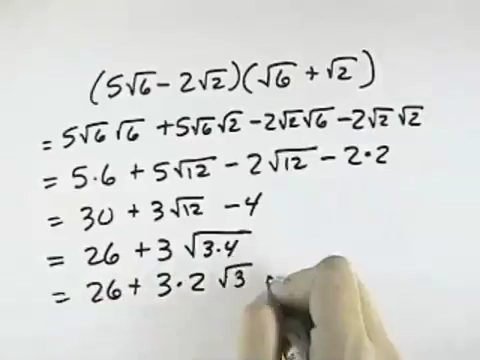 (5√6 - 2√2)(√6 + √2)
= 5√6 √6 + 5√6 √2 - 2√2 √6 - 2√2 √2
= 5·6 + 5√12 - 2√12 - 2·2
= 30 + 3√12 - 4
= 26 + 3√3·4
= 26 + 3·2√3